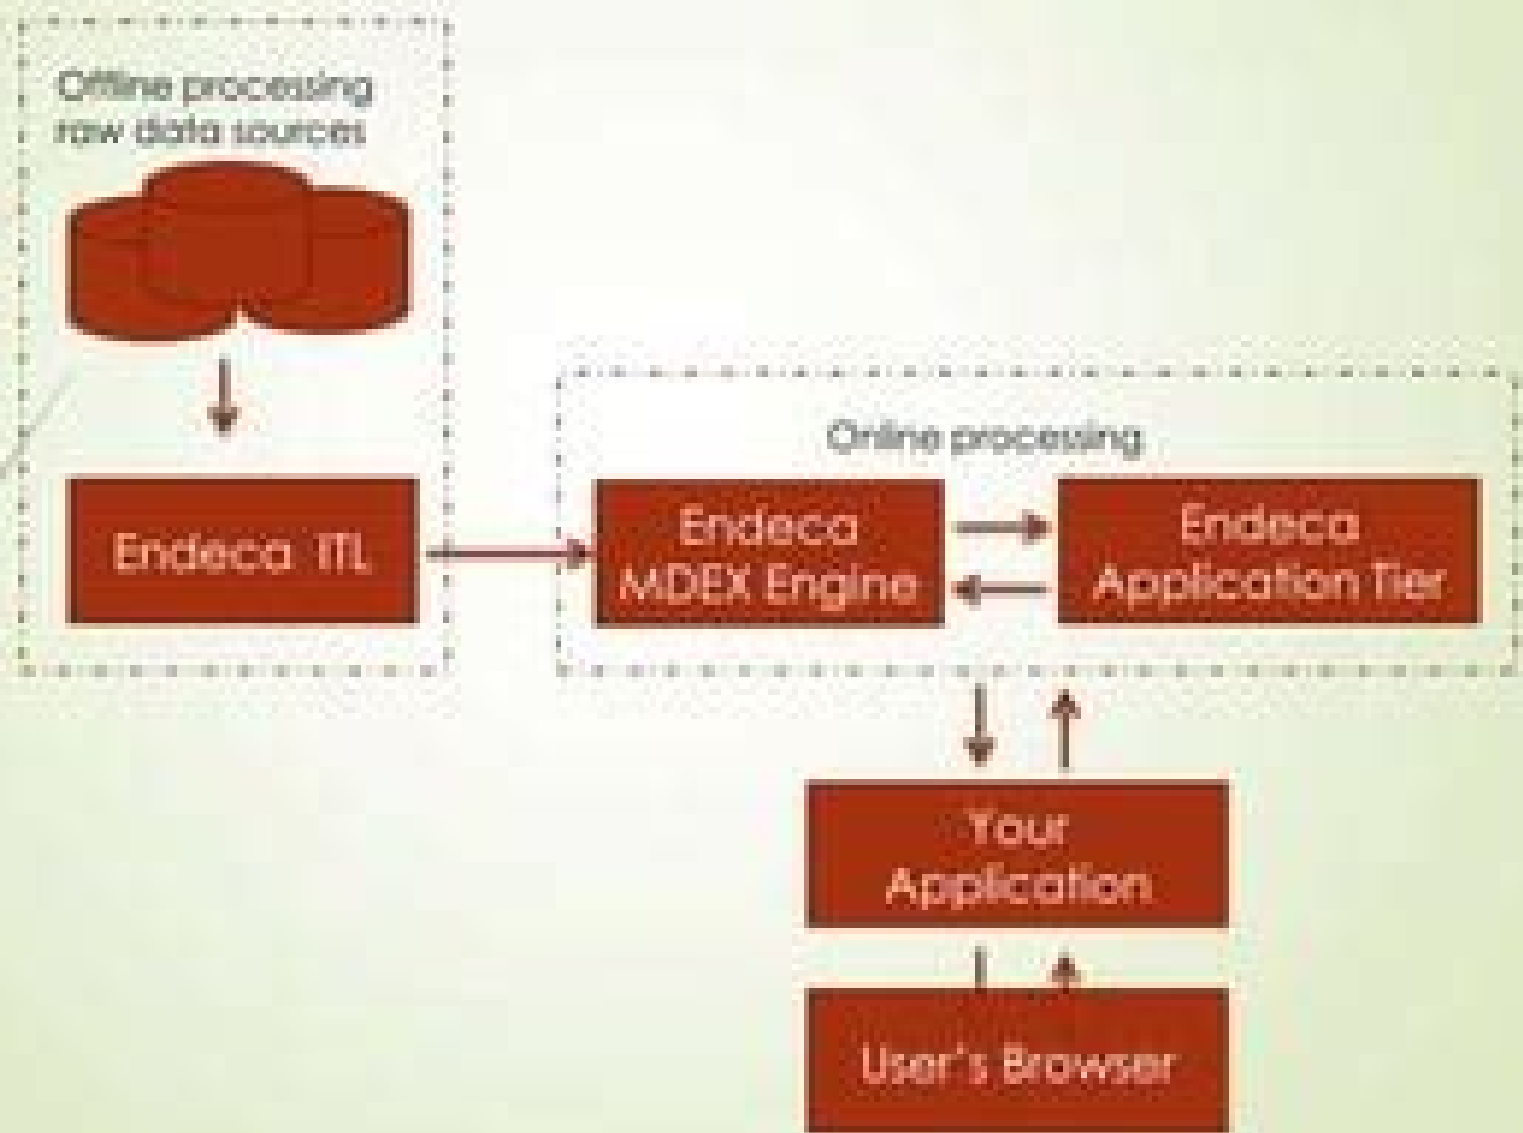 Offline processing
raw data sources
Endeca ITL
Online processing
Endeca
MDEX Engine
Endeca
Application Tier
Your
Application
User's Browser